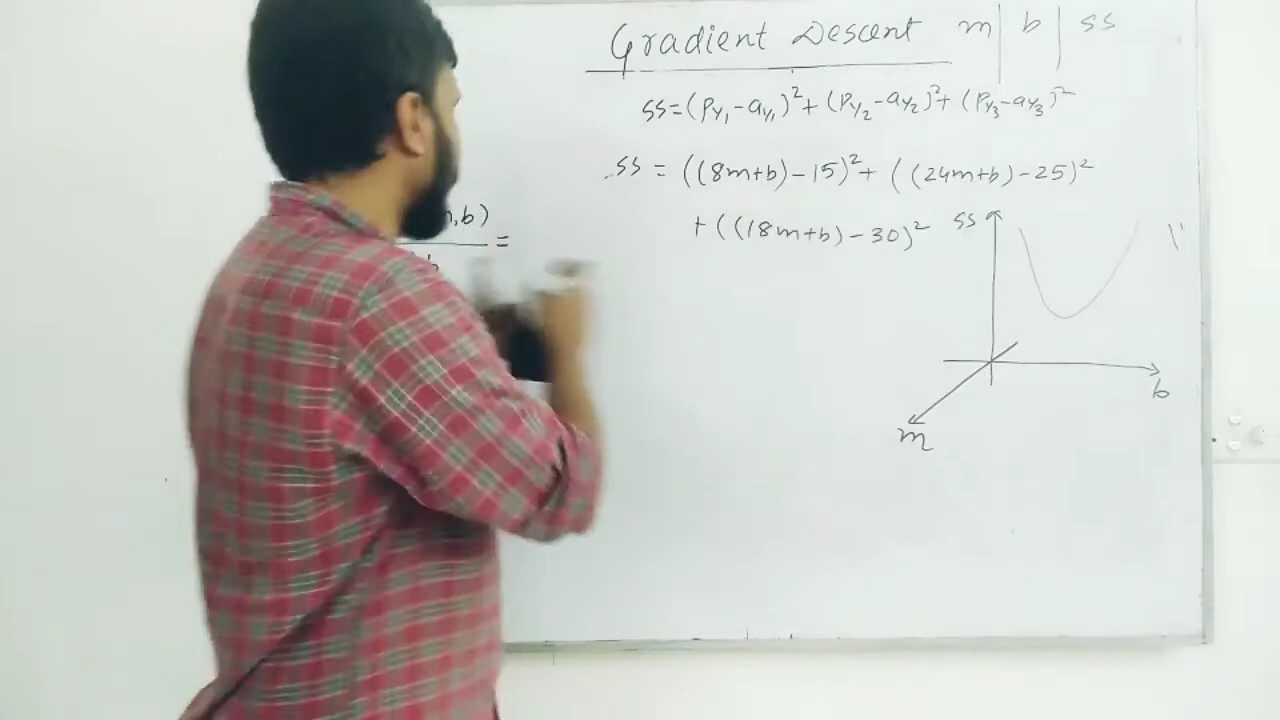 Gradient Descent m | b | ss
ss=(Py₁-ay₁)²+(Py₂-ay₂)²+(Py₃-ay₃)²
ss = ((8m+b)-15)²+ ((24m+b)-25)²
+ (((18m+b)-30)²
,b)
=
b
ss
b
m